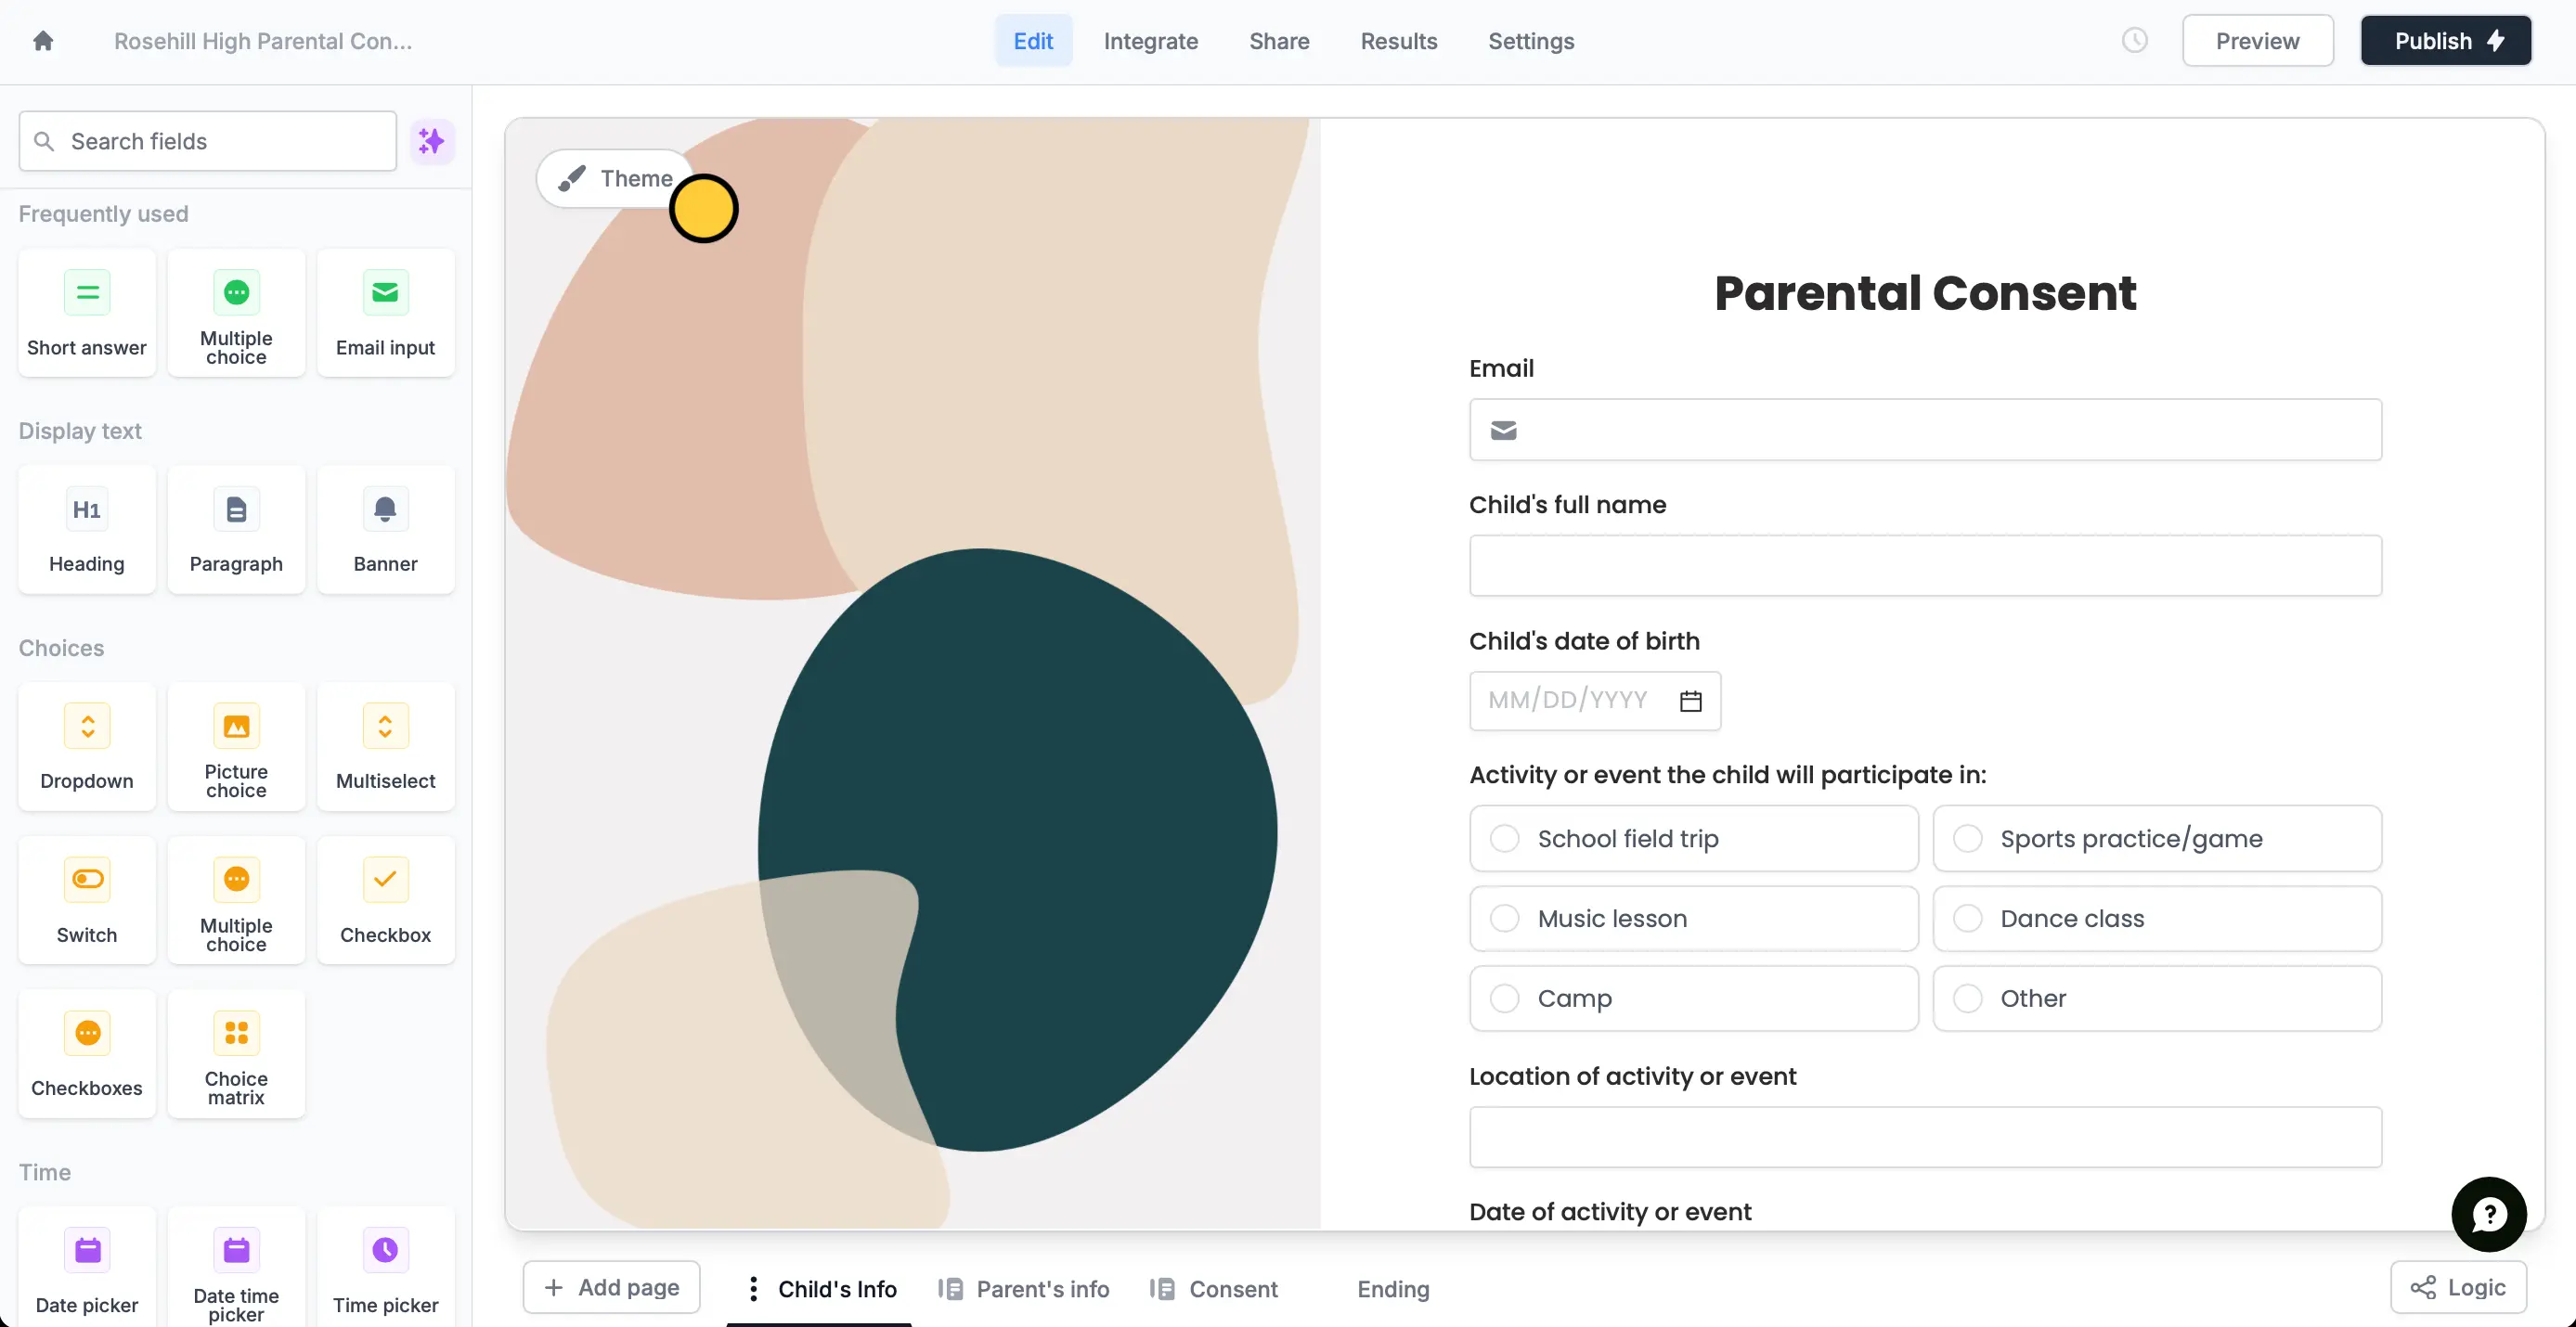 Rosehill High Parental Con...
Edit
Integrate
Share
Results
Settings
Preview
Publish
Search fields
Frequently used
Short answer
Multiple
choice
Email input
Display text
H1
Heading
Paragraph
Banner
Choices
Dropdown
Picture
choice
Multiselect
Switch
Multiple
choice
Checkbox
Checkboxes
Choice
matrix
Time
Date picker
Date time
picker
Time picker
Theme
Parental Consent
Email
Child's full name
Child's date of birth
MM/DD/YYYY
Activity or event the child will participate in:
School field trip
Sports practice/game
Music lesson
Dance class
Camp
Other
Location of activity or event
Date of activity or event
?
+ Add page
Child's Info
Parent's info
Consent
Ending
Logic